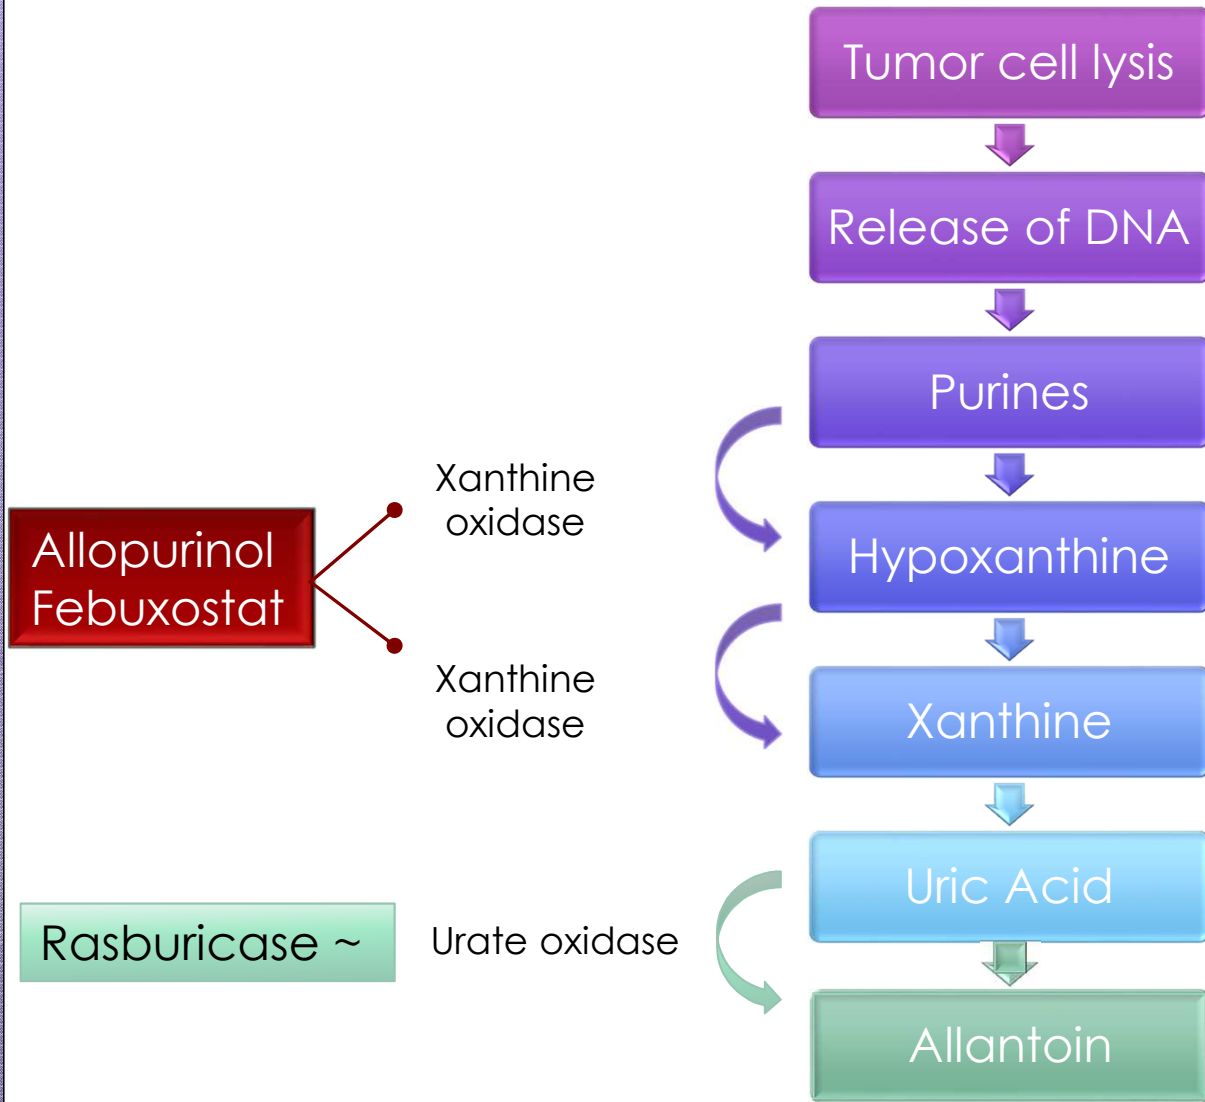 Tumor cell lysis
Release of DNA
Purines
Xanthine
oxidase
Allopurinol
Febuxostat
Hypoxanthine
Xanthine
oxidase
Xanthine
Uric Acid
Rasburicase ~
Urate oxidase
Allantoin